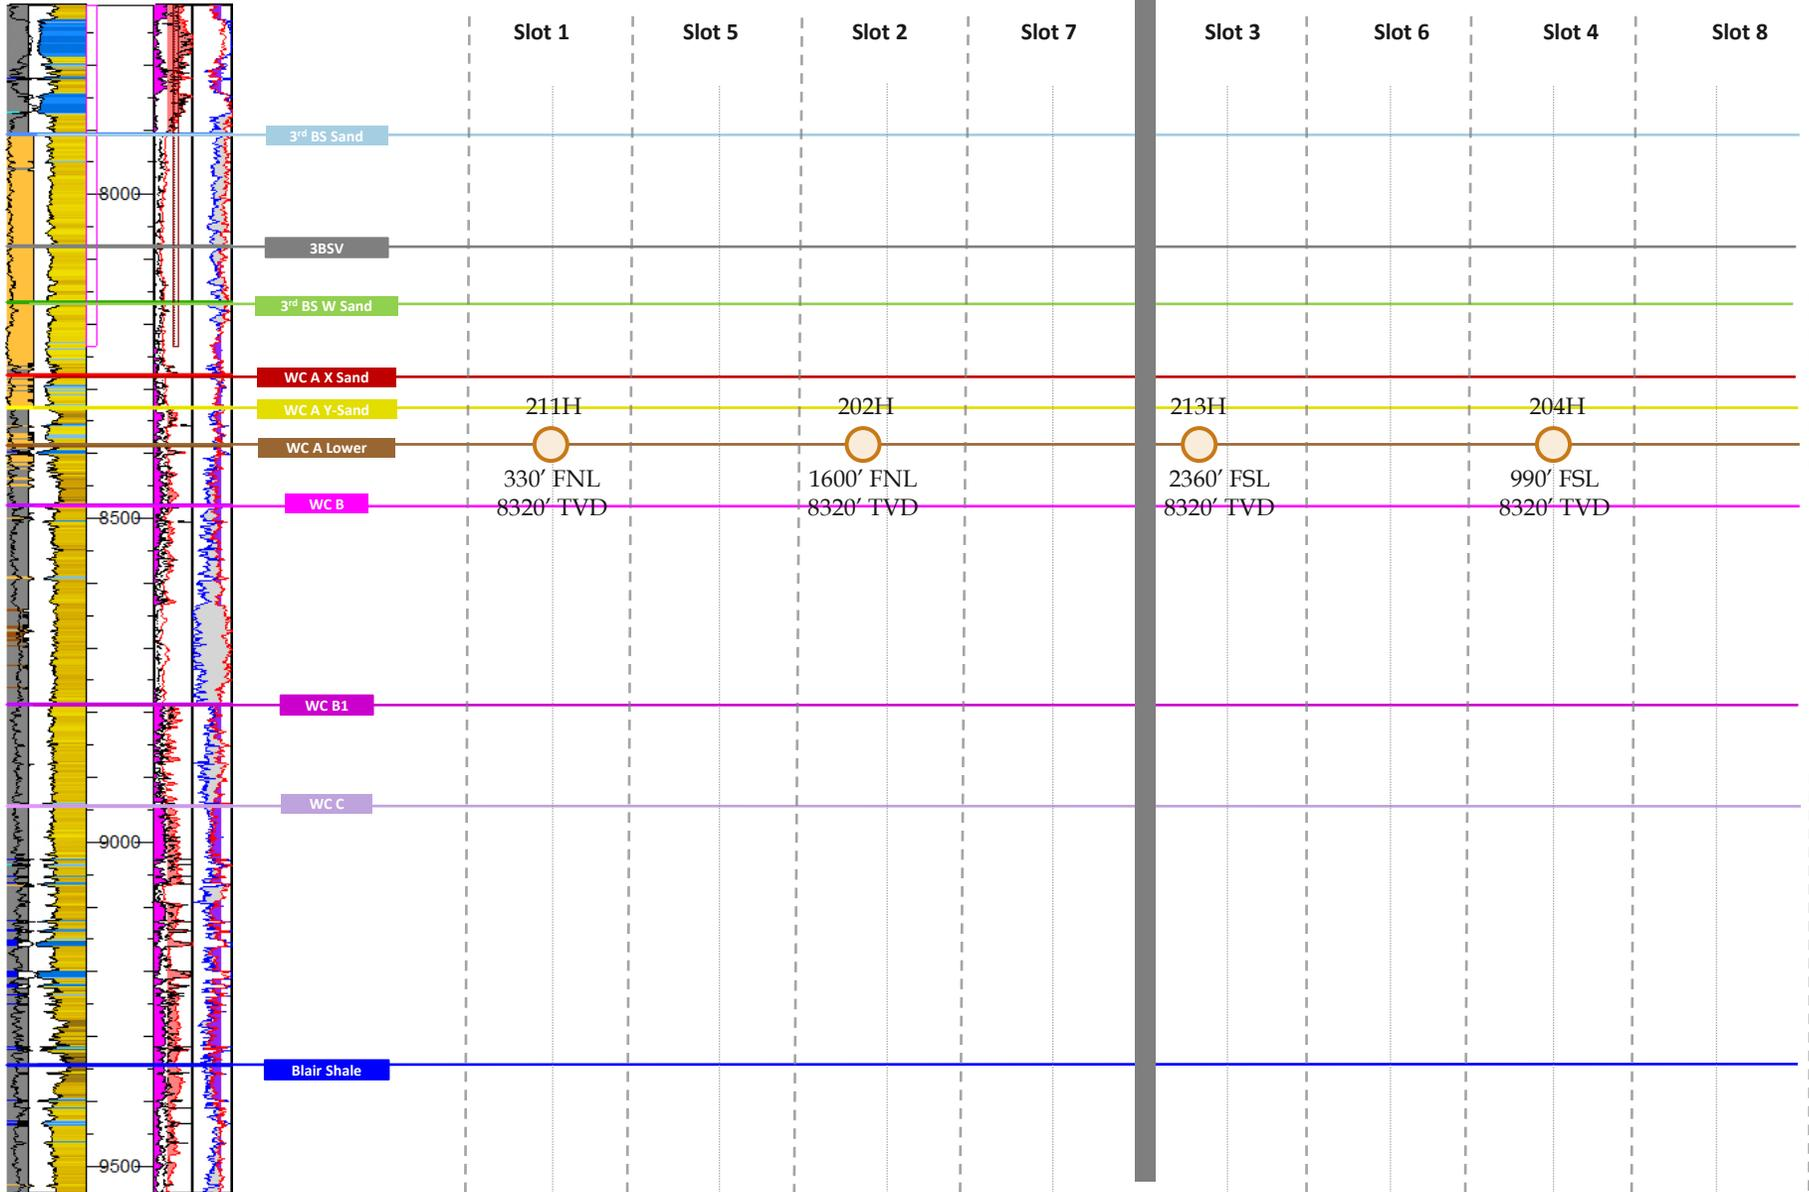 Slot 1 Slot 5 Slot 2 Slot 7 Slot 3 Slot 6 Slot 4 Slot 8
3rd BS Sand
8000
3BSV
3rd BS W Sand
WC A X Sand
WC A Y-Sand 211H 202H 213H 204H
WC A Lower
330′ FNL 1600′ FNL 2360′ FSL 990′ FSL
WC B 8320′ TVD 8320′ TVD 8320′ TVD 8320′ TVD
8500
WC B1
WC C
9000
Blair Shale
9500